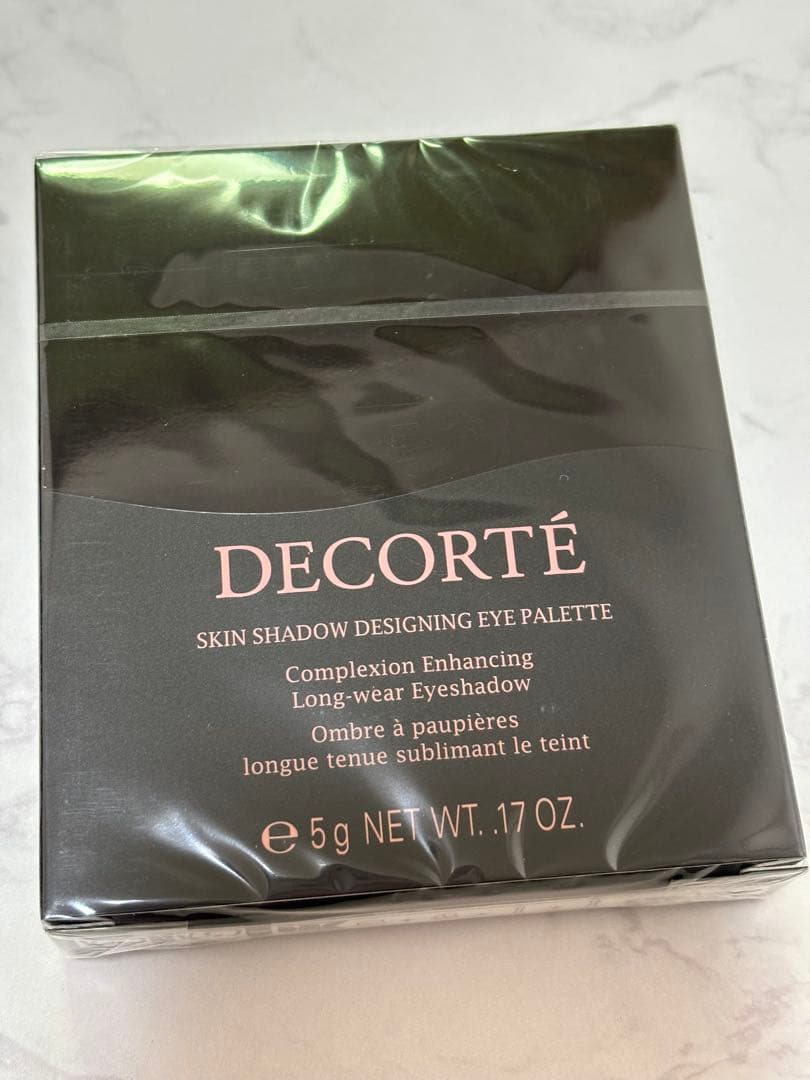 DECORTÉ
SKIN SHADOW DESIGNING EYE PALETTE
Complexion Enhancing
Long-wear Eyeshadow
Ombre à paupières
longue tenue sublimant le teint
℮ 5g NET WT. .17 OZ.